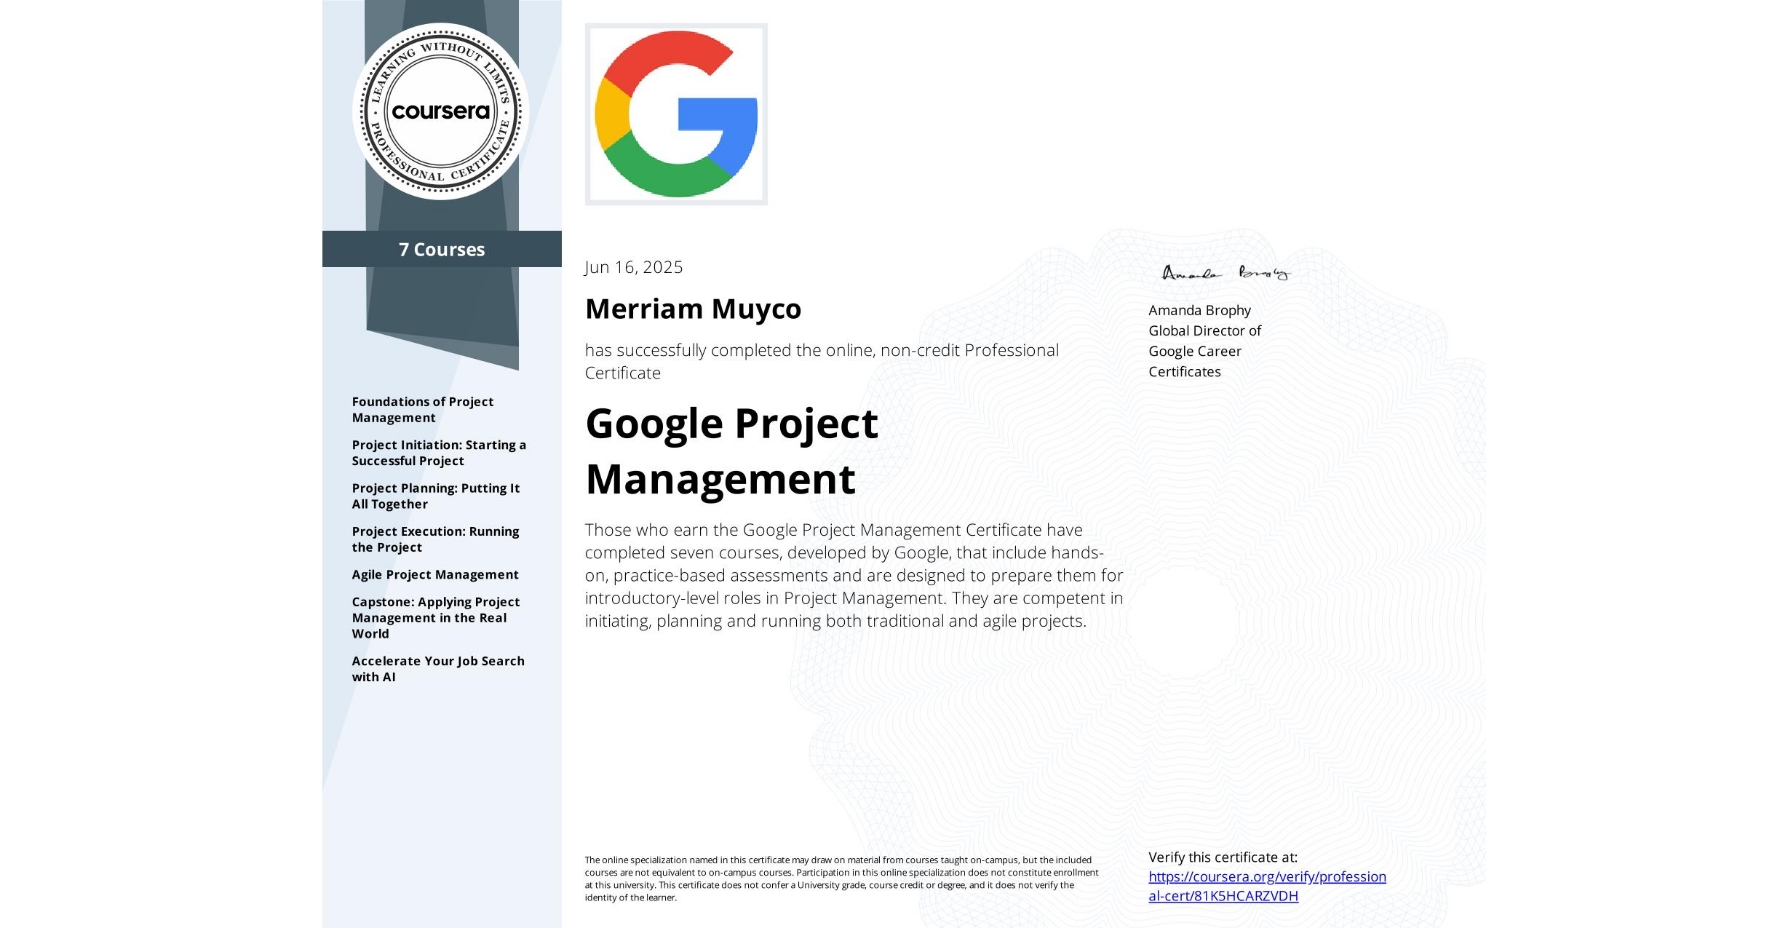 LEARNING WITHOUT LIMITS
coursera
PROFESSIONAL CERTIFICATE
7 Courses
Foundations of Project
Management
Project Initiation: Starting a
Successful Project
Project Planning: Putting It
All Together
Project Execution: Running
the Project
Agile Project Management
Capstone: Applying Project
Management in the Real
World
Accelerate Your Job Search
with AI
Jun 16, 2025
Merriam Muyco
has successfully completed the online, non-credit Professional
Certificate
Google Project
Management
Those who earn the Google Project Management Certificate have
completed seven courses, developed by Google, that include hands-
on, practice-based assessments and are designed to prepare them for
introductory-level roles in Project Management. They are competent in
initiating, planning and running both traditional and agile projects.
Amanda Brophy
Amanda Brophy
Global Director of
Google Career
Certificates
The online specialization named in this certificate may draw on material from courses taught on-campus, but the included
courses are not equivalent to on-campus courses. Participation in this online specialization does not constitute enrollment
at this university. This certificate does not confer a University grade, course credit or degree, and it does not verify the
identity of the learner.
Verify this certificate at:
https://coursera.org/verify/profession
al-cert/81K5HCARZVDH